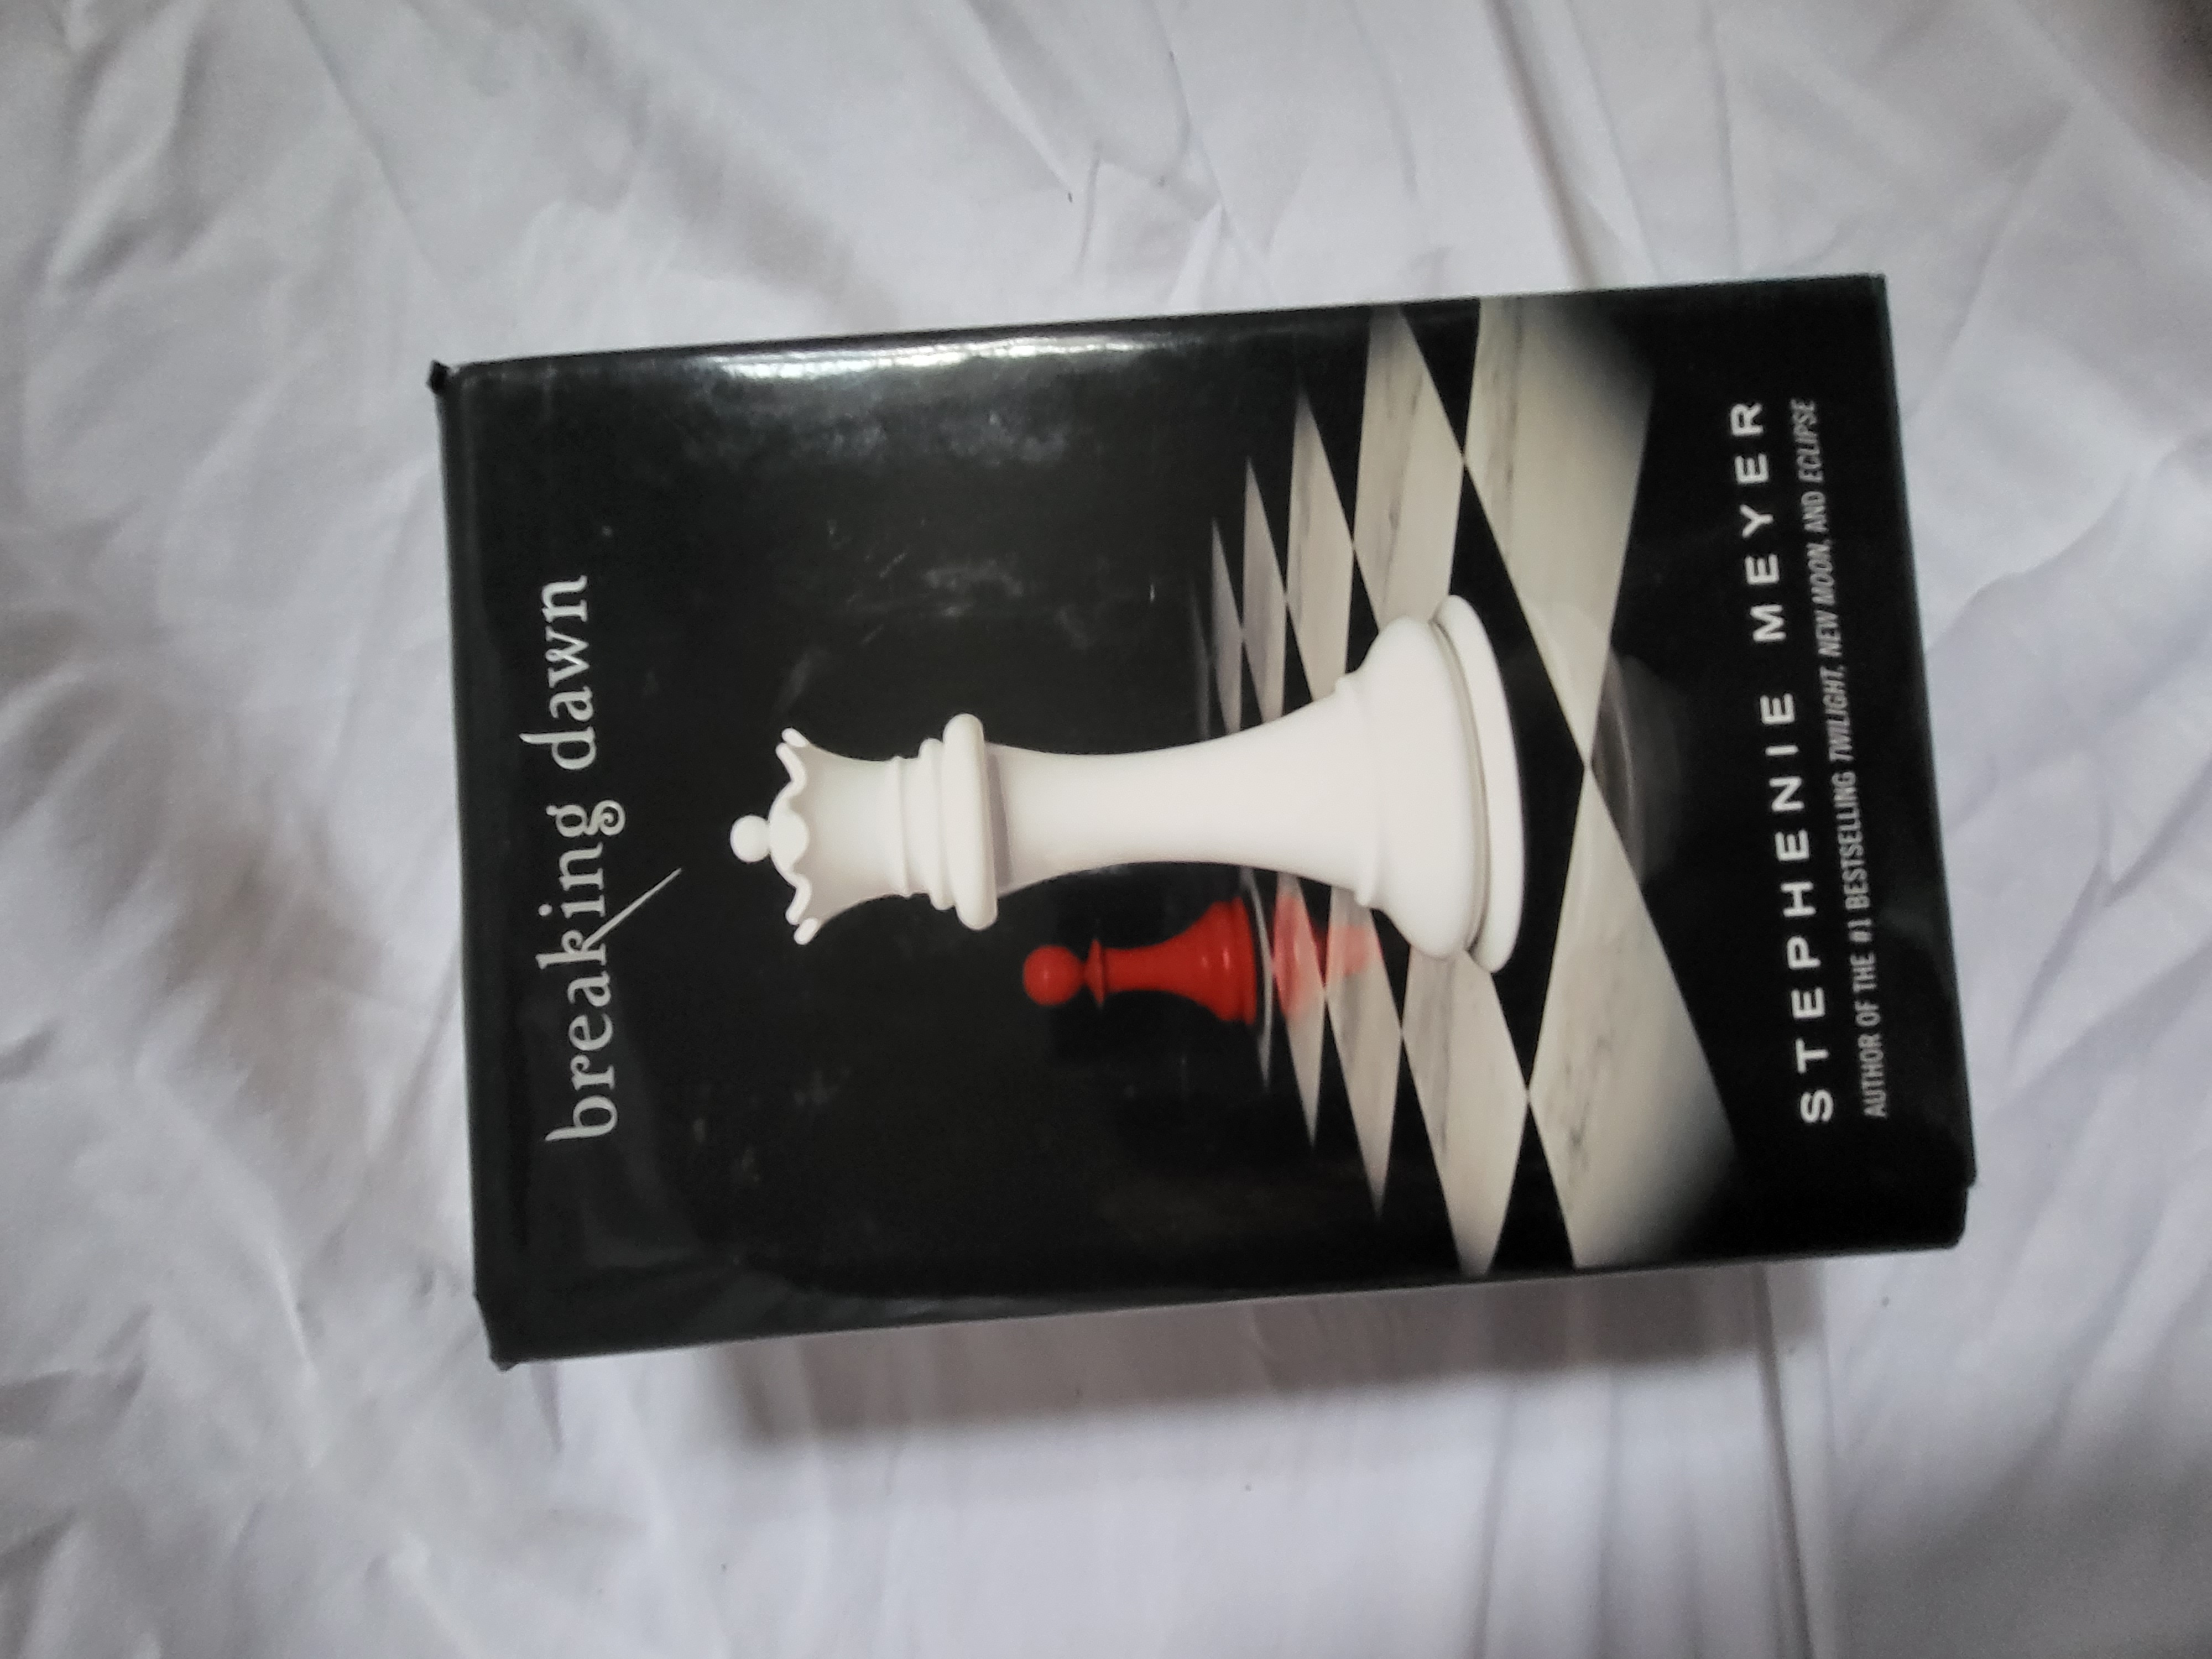 breaking dawn
STEPHENIE MEYER
AUTHOR OF THE #1 BESTSELLING TWILIGHT, NEW MOON, AND ECLIPSE